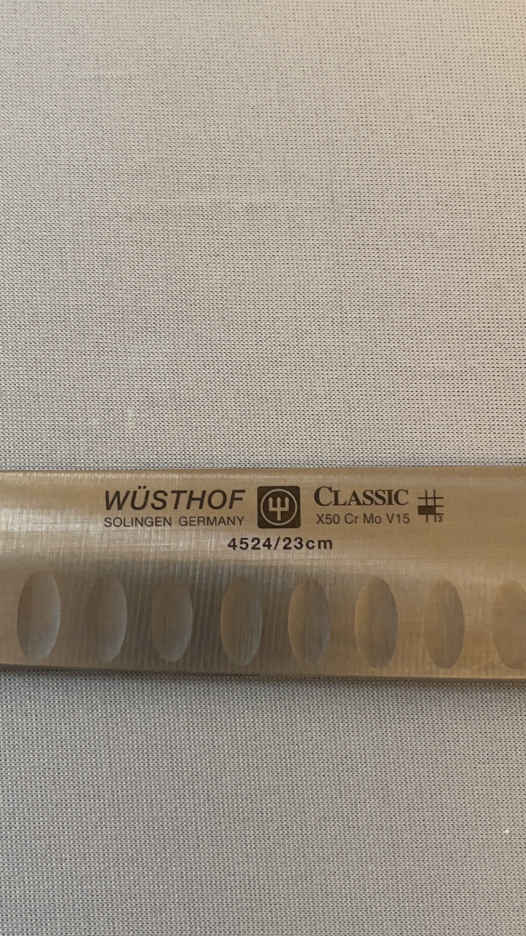 WÜSTHOF
SOLINGEN GERMANY
CLASSIC
X50 Cr Mo V15
4524/23cm